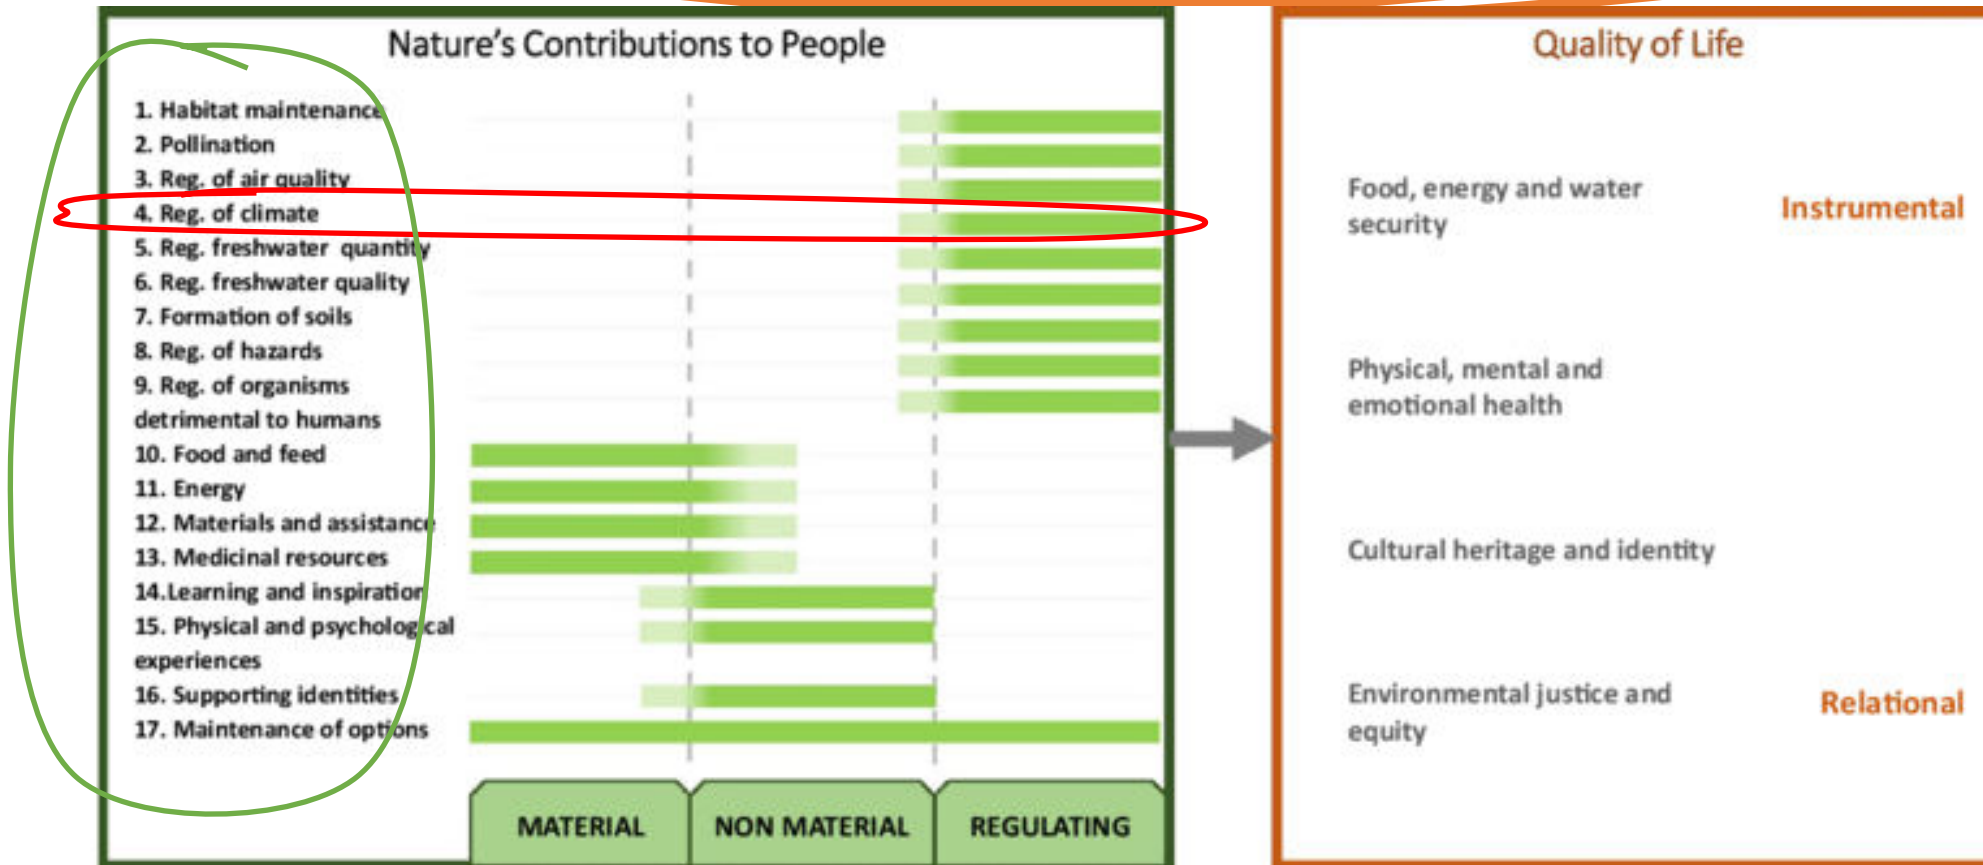 Nature's Contributions to People
1. Habitat maintenance
2. Pollination
3. Reg. of air quality
4. Reg. of climate
5. Reg. freshwater quantity
6. Reg. freshwater quality
7. Formation of soils
8. Reg. of hazards
9. Reg. of organisms
detrimental to humans
10. Food and feed
11. Energy
12. Materials and assistance
13. Medicinal resources
14.Learning and inspiration
15. Physical and psychological
experiences
16. Supporting identities
17. Maintenance of options
MATERIAL
NON MATERIAL
REGULATING
Quality of Life
Food, energy and water
security
Instrumental
Physical, mental and
emotional health
Cultural heritage and identity
Environmental justice and
equity
Relational